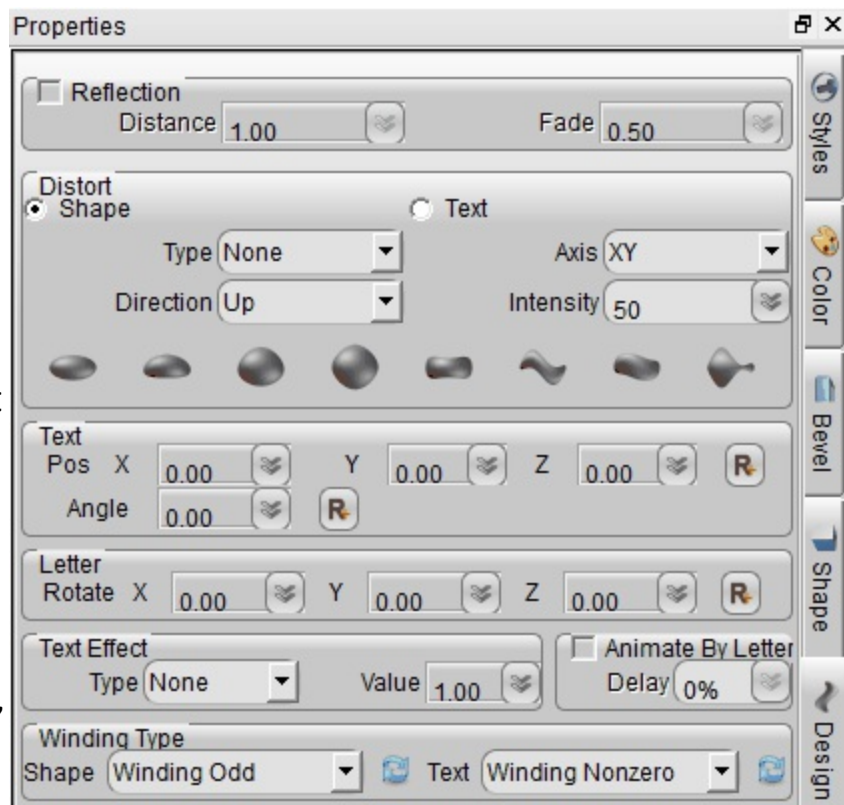 Properties
Reflection
Distance 1.00 Fade 0.50
Distort
Shape Text
Type None Axis XY
Direction Up Intensity 50
Text
Pos X 0.00 Y 0.00 Z 0.00 R
Angle 0.00 R
Letter
Rotate X 0.00 Y 0.00 Z 0.00 R
Text Effect
Type None Value 1.00
Animate By Letter
Delay 0%
Winding Type
Shape Winding Odd Text Winding Nonzero
Styles
Color
Bevel
Shape
Design